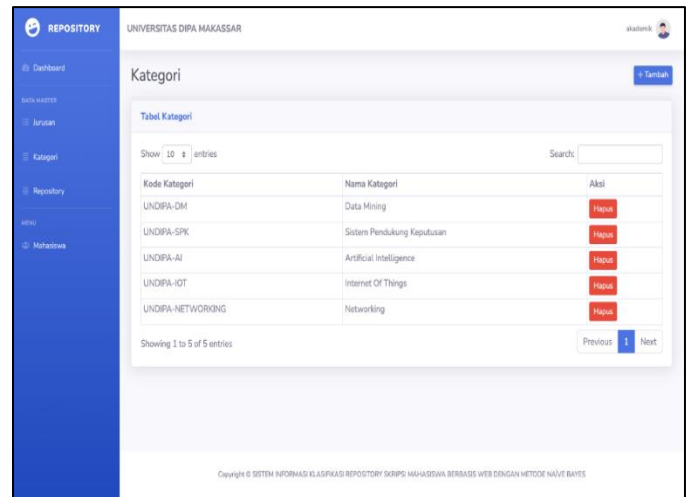 REPOSITORY
UNIVERSITAS DIPA MAKASSAR
akademik
Dashboard
DATA MASTER
Jurusan
Kategori
Repository
MENU
Mahasiswa
Kategori
+ Tambah
Tabel Kategori
Show 10 entries
Search:
Kode Kategori Nama Kategori Aksi
UNDIPA-DM Data Mining Hapus
UNDIPA-SPK Sistem Pendukung Keputusan Hapus
UNDIPA-AI Artificial Intelligence Hapus
UNDIPA-IOT Internet Of Things Hapus
UNDIPA-NETWORKING Networking Hapus
Showing 1 to 5 of 5 entries
Previous 1 Next
Copyright © SISTEM INFORMASI KLASIFIKASI REPOSITORY SKRIPSI MAHASISWA BERBASIS WEB DENGAN METODE NAÏVE BAYES